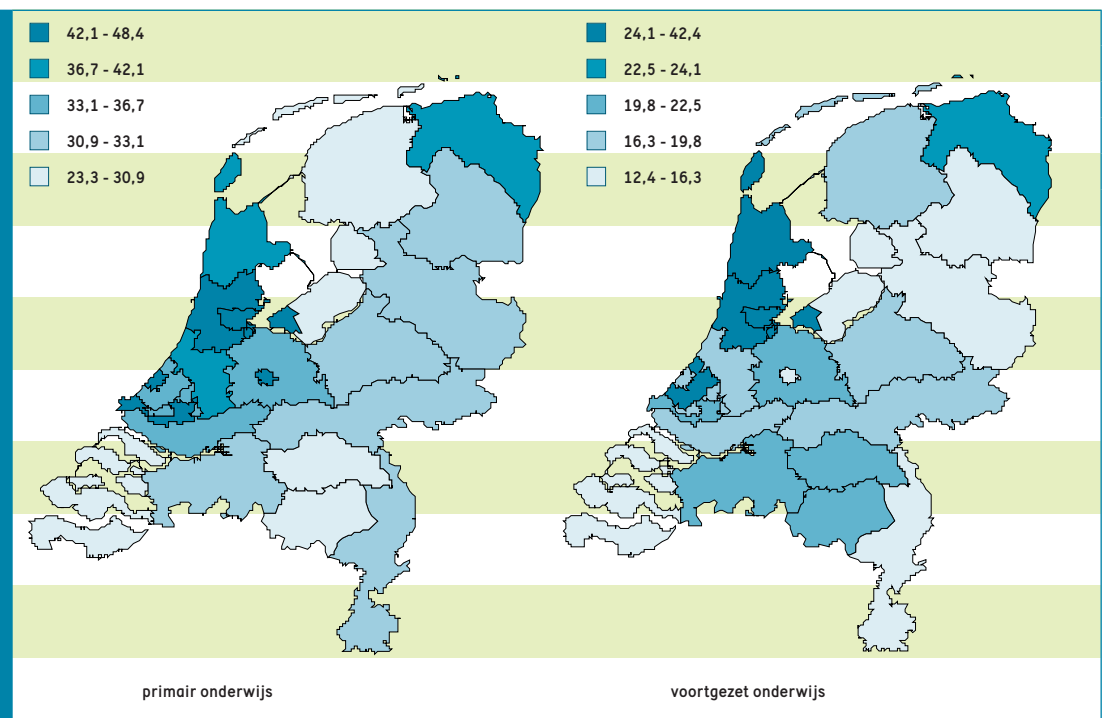 42,1 - 48,4
36,7 - 42,1
33,1 - 36,7
30,9 - 33,1
23,3 - 30,9
24,1 - 42,4
22,5 - 24,1
19,8 - 22,5
16,3 - 19,8
12,4 - 16,3
primair onderwijs
voortgezet onderwijs